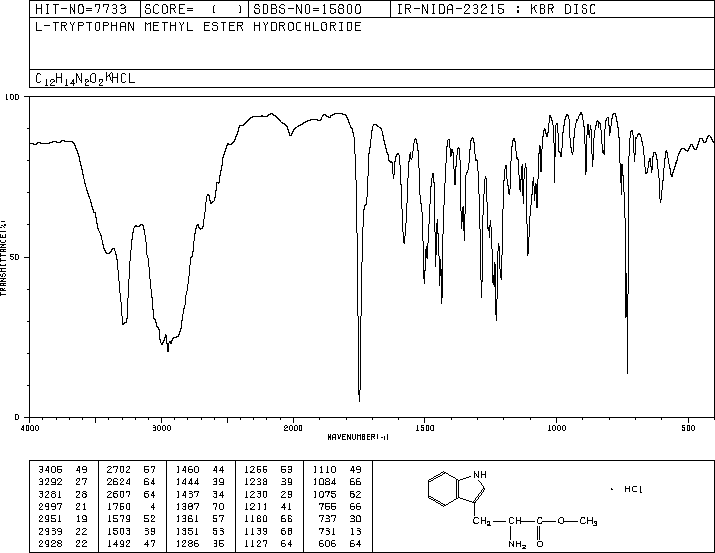 HIT-NO=7733 SCORE= ( ) SDBS-NO=15800 IR-NIDA-23215 : KBR DISC
L-TRYPTOPHAN METHYL ESTER HYDROCHLORIDE
C12H14N2O2*HCL
100
50
0
TRANSMITTANCE(%)
4000 3000 2000 1500 1000 500
WAVENUMBER(-1)
3406 49 2702 57 1460 44 1266 53 1110 49
3292 27 2624 64 1444 39 1238 39 1084 66
3281 28 2607 64 1437 34 1230 29 1075 62
2997 21 1760 4 1387 70 1211 41 766 66
2951 19 1579 52 1361 57 1180 66 737 30
2939 22 1503 39 1351 53 1139 68 731 13
2928 22 1492 47 1286 36 1127 64 606 64
NH
· HCl
CH2 CH C O CH3
NH2 O